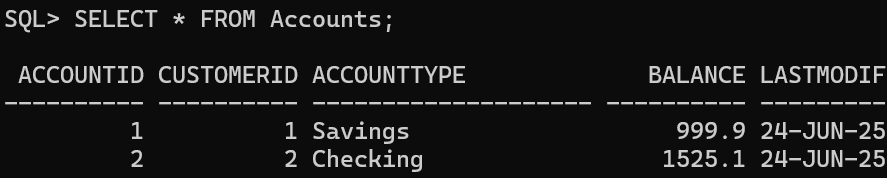 SQL> SELECT * FROM Accounts;
ACCOUNTID CUSTOMERID ACCOUNTTYPE BALANCE LASTMODIF
---------- ---------- -------------------- ---------- ---------
1 1 Savings 999.9 24-JUN-25
2 2 Checking 1525.1 24-JUN-25